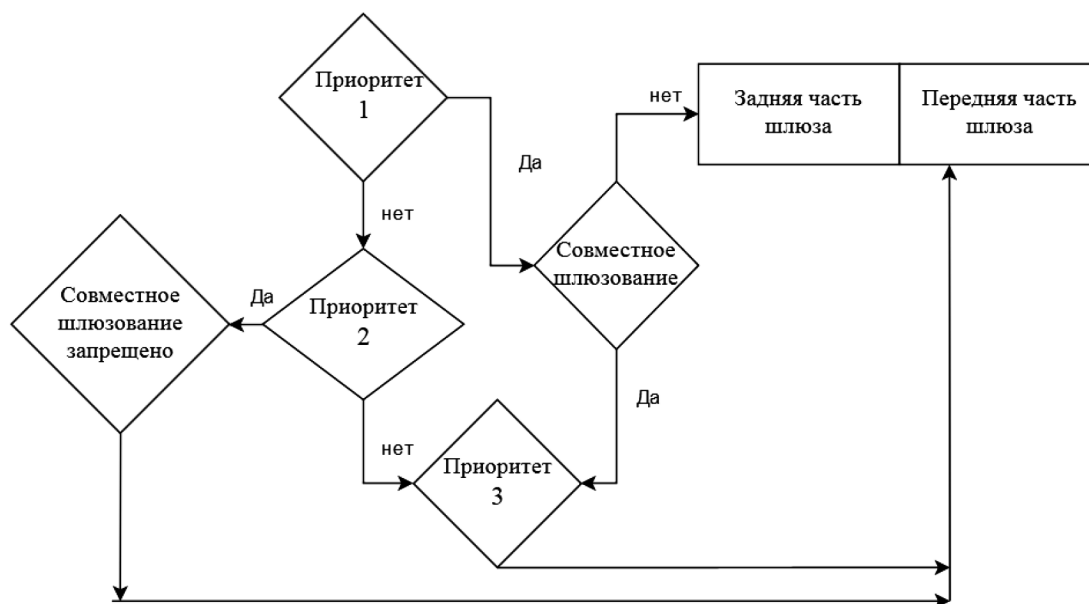 Приоритет
1
нет
Задняя часть
шлюза
Передняя часть
шлюза
Да
нет
Совместное
шлюзование
Совместное
шлюзование
запрещено
Да
Приоритет
2
Да
нет
Приоритет
3